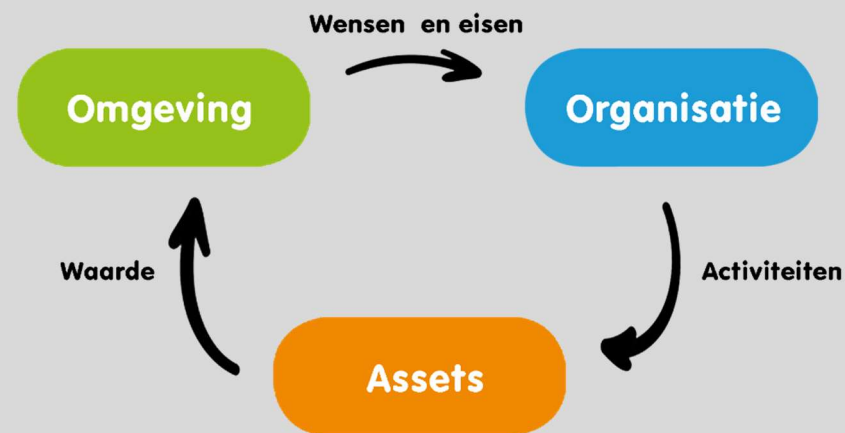 Wensen en eisen
Omgeving
Organisatie
Waarde
Activiteiten
Assets